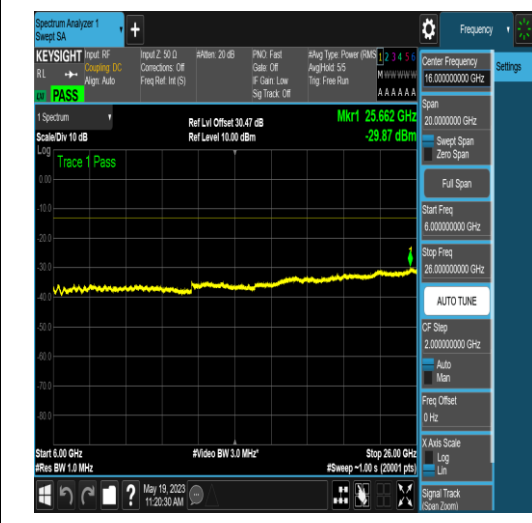 Spectrum Analyzer 1
Swept SA
Frequency
Settings
KEYSIGHT
RL
PASS
Input: RF
Coupling: DC
Align: Auto
Input Z: 50 Ω
Corrections: Off
Freq Ref: Int (S)
#Atten: 20 dB
PNO: Fast
Gate: Off
IF Gain: Low
Sig Track: Off
#Avg Type: Power (RMS
Avg|Hold: 5/5
Trig: Free Run
1 2 3 4 5 6
M W W W W W
A A A A A A
1 Spectrum
Scale/Div 10 dB
Ref Lvl Offset 30.47 dB
Ref Level 10.00 dBm
Mkr1 25.662 GHz
-29.87 dBm
Log
Trace 1 Pass
0.00
-10.0
-20.0
-30.0
-40.0
-50.0
-60.0
-70.0
-80.0
1
Start 6.00 GHz
#Res BW 1.0 MHz
#Video BW 3.0 MHz*
Stop 26.00 GHz
#Sweep ~1.00 s (20001 pts)
Center Frequency
16.000000000 GHz
Span
20.0000000 GHz
Swept Span
Zero Span
Full Span
Start Freq
6.000000000 GHz
Stop Freq
26.000000000 GHz
AUTO TUNE
CF Step
2.000000000 GHz
Auto
Man
Freq Offset
0 Hz
X Axis Scale
Log
Lin
Signal Track
(Span Zoom)
?
May 19, 2023
11:20:30 AM